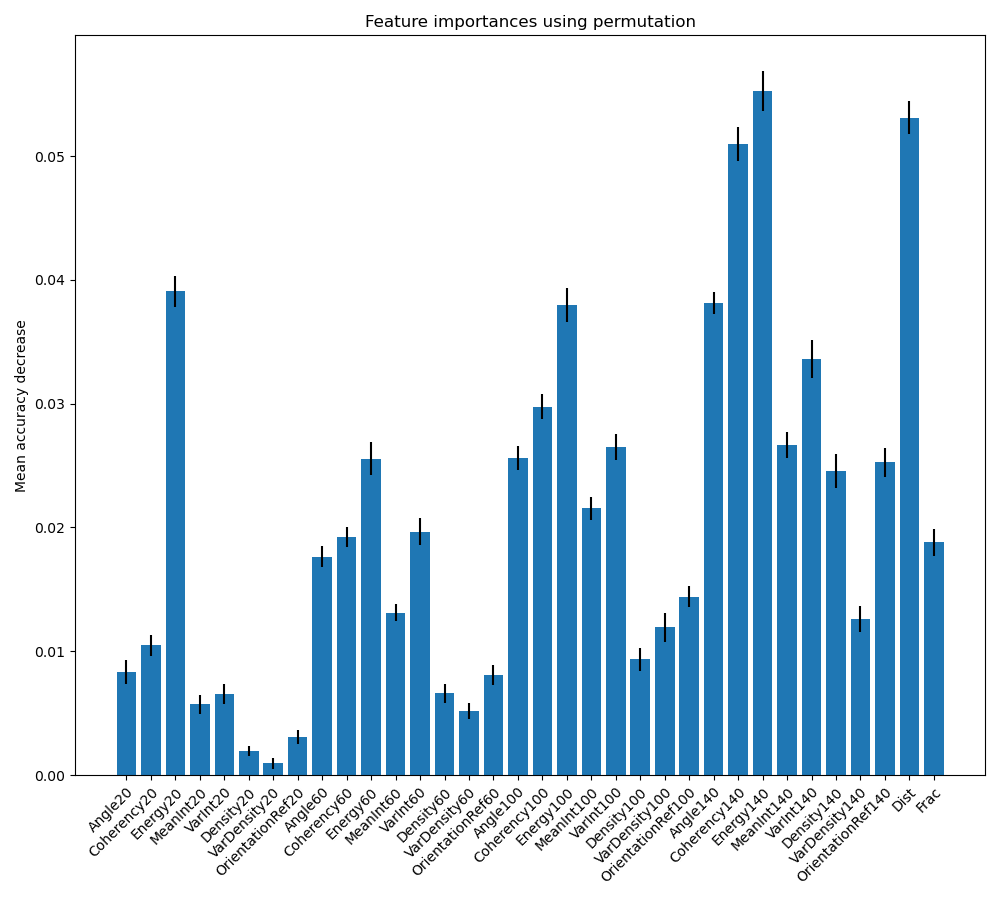 Feature importances using permutation
Mean accuracy decrease
0.05
0.04
0.03
0.02
0.01
0.00
Angle20
Coherency20
Energy20
MeanInt20
VarInt20
Density20
VarDensity20
OrientationRef20
Angle60
Coherency60
Energy60
MeanInt60
VarInt60
Density60
VarDensity60
OrientationRef60
Angle100
Coherency100
Energy100
MeanInt100
VarInt100
Density100
VarDensity100
OrientationRef100
Angle140
Coherency140
Energy140
MeanInt140
VarInt140
Density140
VarDensity140
OrientationRef140
Dist
Frac